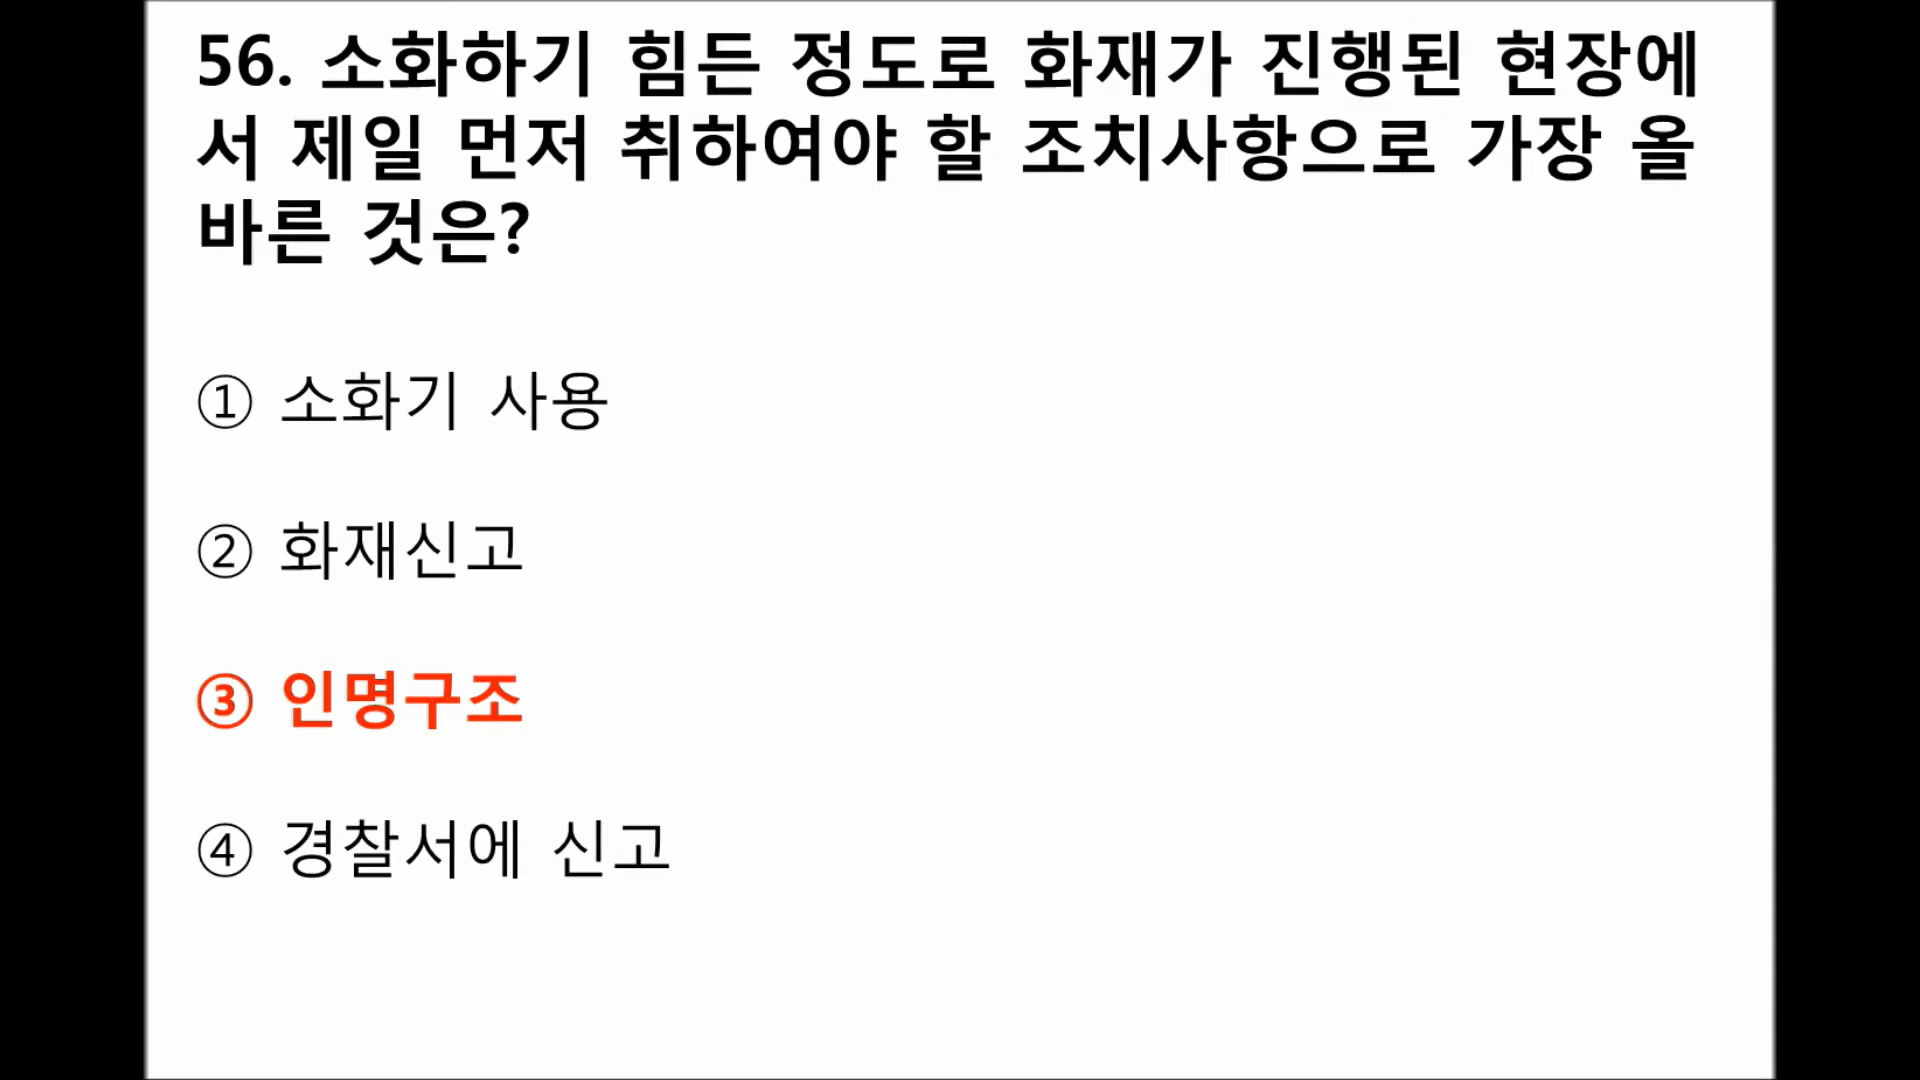 56. 소화하기 힘든 정도로 화재가 진행된 현장에
서 제일 먼저 취하여야 할 조치사항으로 가장 올
바른 것은?
① 소화기 사용
② 화재신고
③ 인명구조
④ 경찰서에 신고